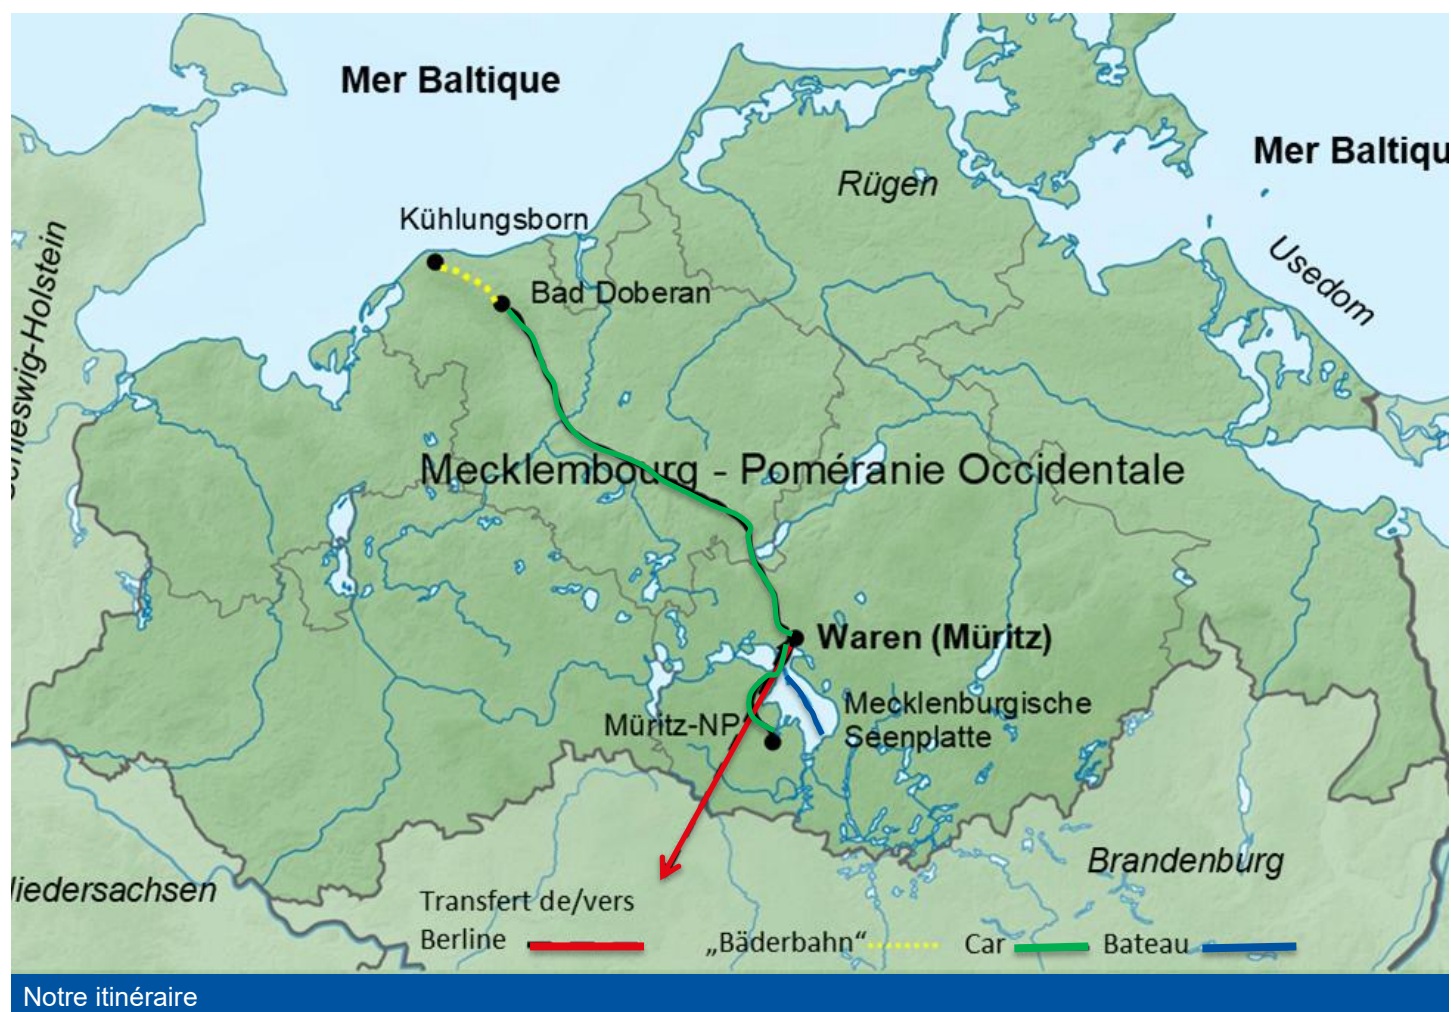 Mer Baltique
Mer Baltiqu
Rügen
Kühlungsborn
Usedom
Bad Doberan
chleswig-Holstein
Mecklembourg - Poméranie Occidentale
Waren (Müritz)
Mecklenburgische
Seenplatte
Müritz-NP
Brandenburg
liedersachsen
Transfert de/vers
Berline
„Bäderbahn“
Car
Bateau
Notre itinéraire